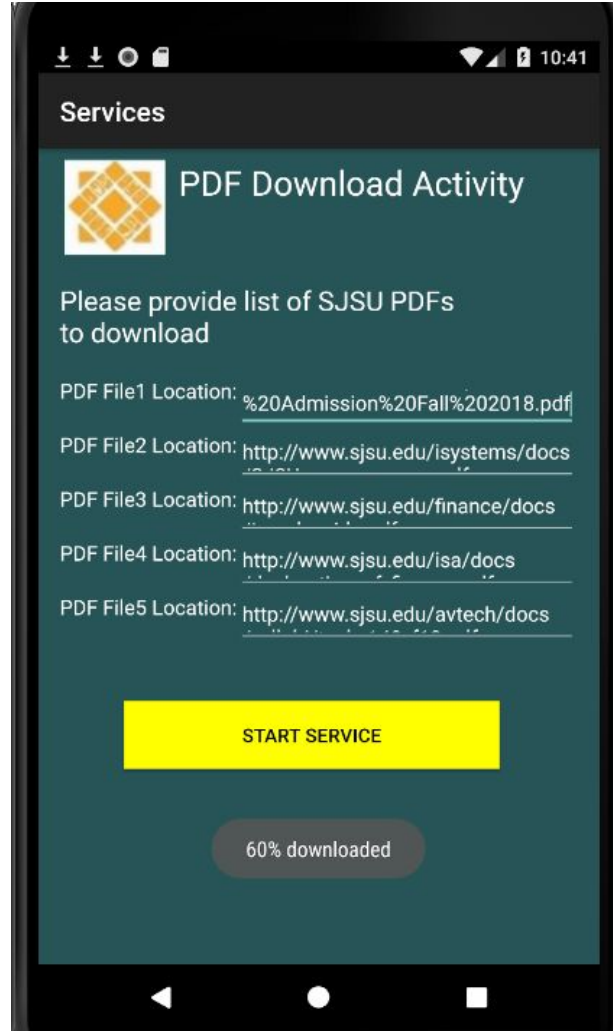 10:41
Services
PDF Download Activity
Please provide list of SJSU PDFs
to download
PDF File1 Location: %20Admission%20Fall%202018.pdf
PDF File2 Location: http://www.sjsu.edu/isystems/docs
PDF File3 Location: http://www.sjsu.edu/finance/docs
PDF File4 Location: http://www.sjsu.edu/isa/docs
PDF File5 Location: http://www.sjsu.edu/avtech/docs
START SERVICE
60% downloaded